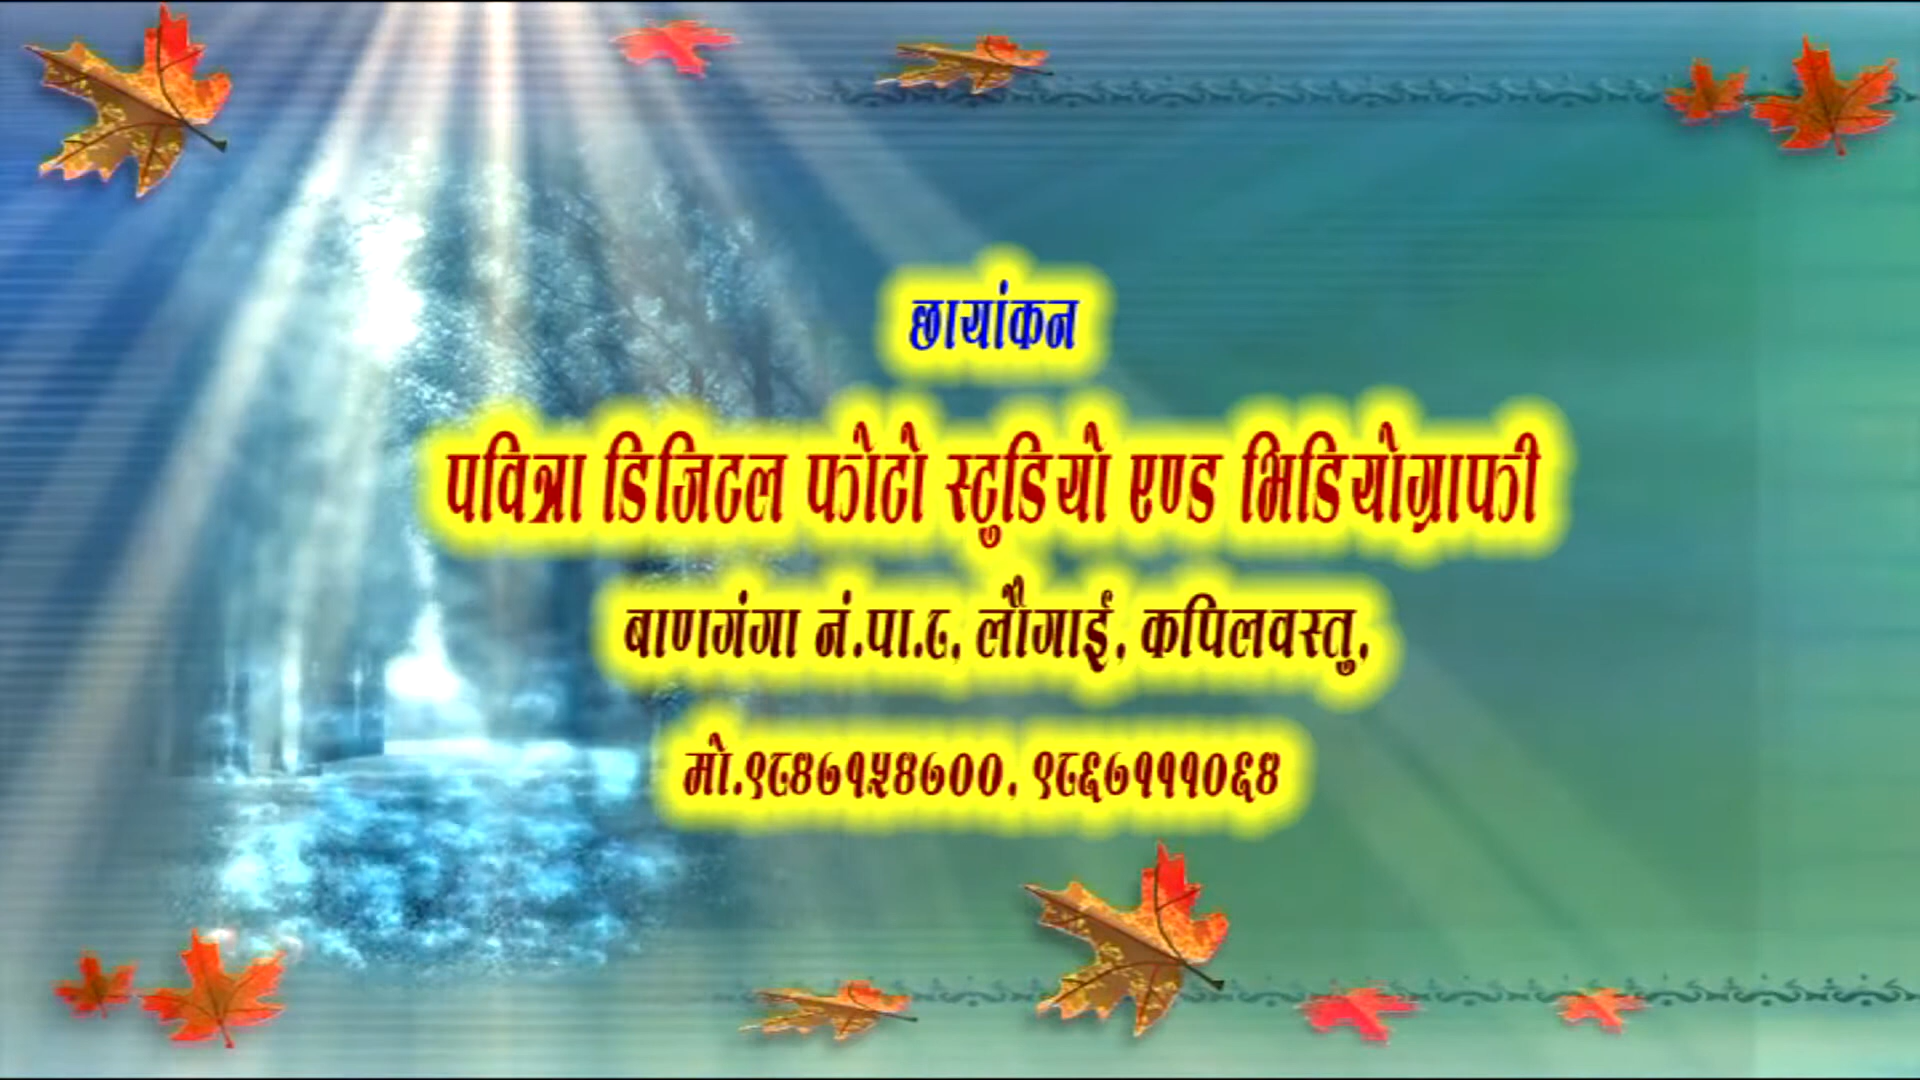 छायांकन
पवित्रा डिजिटल फोटो स्टुडियो एण्ड भिडियोग्राफी
बाणगंगा नं.पा.८, लौगाई, कपिलवस्तु,
मो.९८४७१५४७००, ९८६७१११०६४